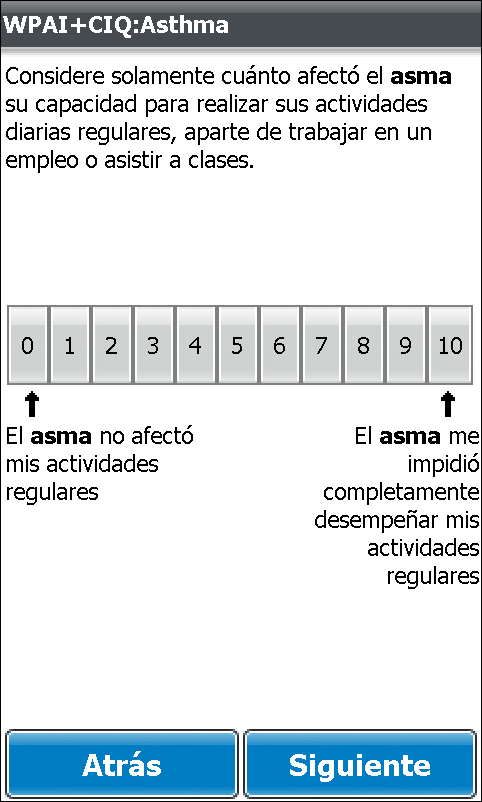 WPAI+CIQ:Asthma
Considere solamente cuánto afectó el asma
su capacidad para realizar sus actividades
diarias regulares, aparte de trabajar en un
empleo o asistir a clases.
0 1 2 3 4 5 6 7 8 9 10
El asma no afectó
mis actividades
regulares
El asma me
impidió
completamente
desempeñar mis
actividades
regulares
Atrás
Siguiente